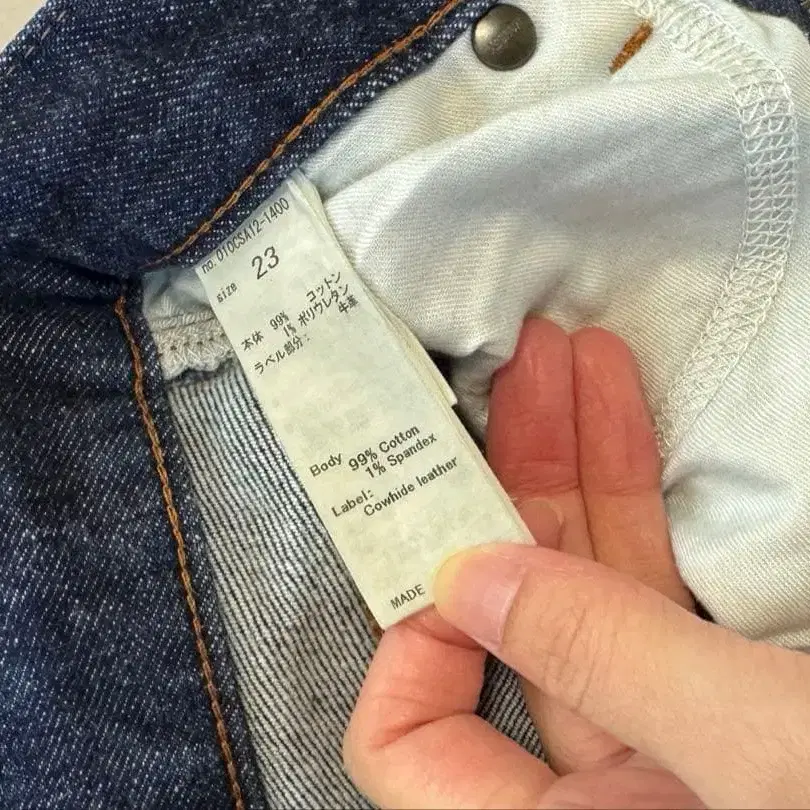 no. 010CSA12-1400
size 23
本体 99% コットン
1% ポリウレタン
ラベル部分: 牛革
Body 99% Cotton
1% Spandex
Label:
Cowhide leather
MADE